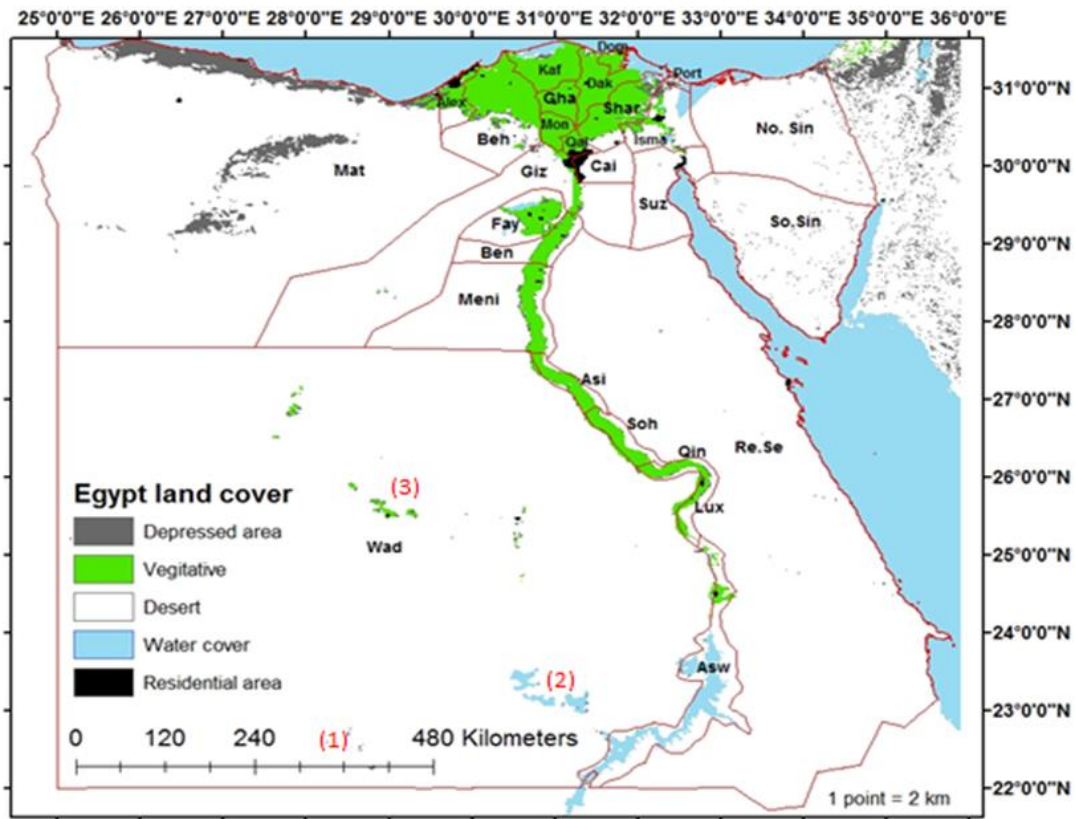 25°0'0"E 26°0'0"E 27°0'0"E 28°0'0"E 29°0'0"E 30°0'0"E 31°0'0"E 32°0'0"E 33°0'0"E 34°0'0"E 35°0'0"E 36°0'0"E
Dom
Kaf
Port
Dak
31°0'0"N
Alex
Gha
Shar
Mon
No. Sin
Beh
Qal
Isma
Mat
Giz
Cai
30°0'0"N
Suz
Fay
So.Sin
29°0'0"N
Ben
Meni
28°0'0"N
Asi
27°0'0"N
Soh
Qin
Re.Se
26°0'0"N
Egypt land cover
(3)
Lux
Depressed area
Wad
25°0'0"N
Vegitative
Desert
24°0'0"N
Water cover
Asw
Residential area
(2)
23°0'0"N
0 120 240 (1) 480 Kilometers
22°0'0"N
1 point = 2 km